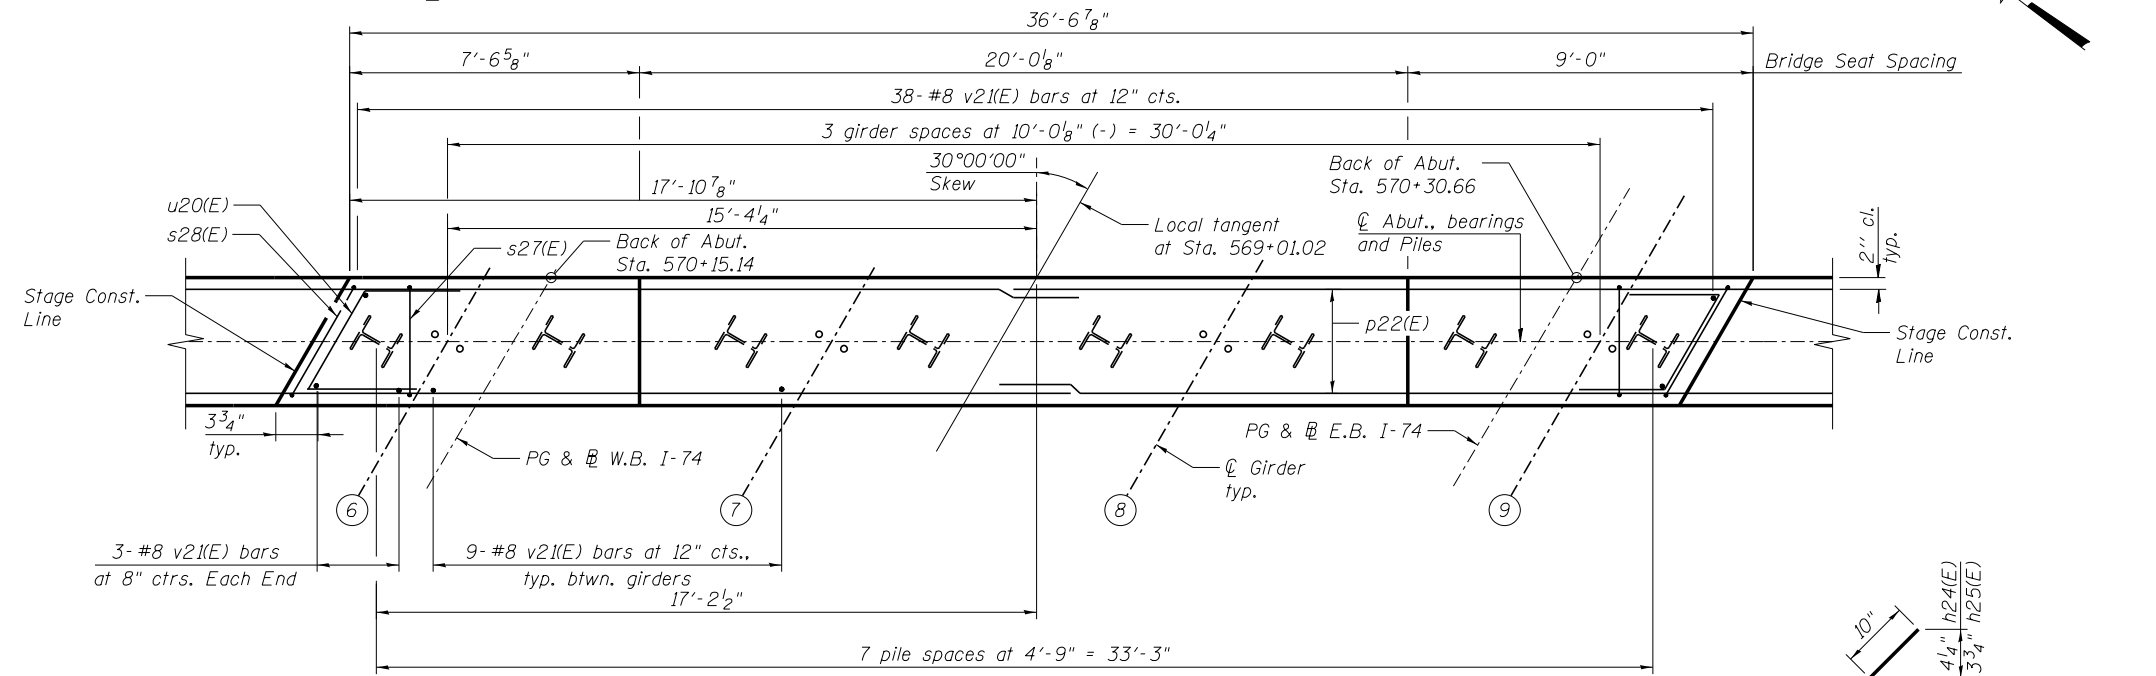 36'-6 7/8"
7'-6 5/8"
20'-0 1/8"
9'-0"
Bridge Seat Spacing
38-#8 v21(E) bars at 12" cts.
3 girder spaces at 10'-0 1/8" (-) = 30'-0 1/4"
30°00'00"
Skew
Back of Abut.
Sta. 570+30.66
17'-10 7/8"
15'-4 1/4"
u20(E)
s28(E)
s27(E)
Back of Abut.
Sta. 570+15.14
Local tangent
at Sta. 569+01.02
℄ Abut., bearings
and Piles
2" cl.
typ.
Stage Const.
Line
p22(E)
Stage Const.
Line
3 3/4"
typ.
PG & ⅊ W.B. I-74
PG & ⅊ E.B. I-74
℄ Girder
typ.
6
7
8
9
3-#8 v21(E) bars
at 8" ctrs. Each End
9-#8 v21(E) bars at 12" cts.,
typ. btwn. girders
17'-2 1/2"
7 pile spaces at 4'-9" = 33'-3"
10"
4 1/4" h24(E)
3 3/4" h25(E)